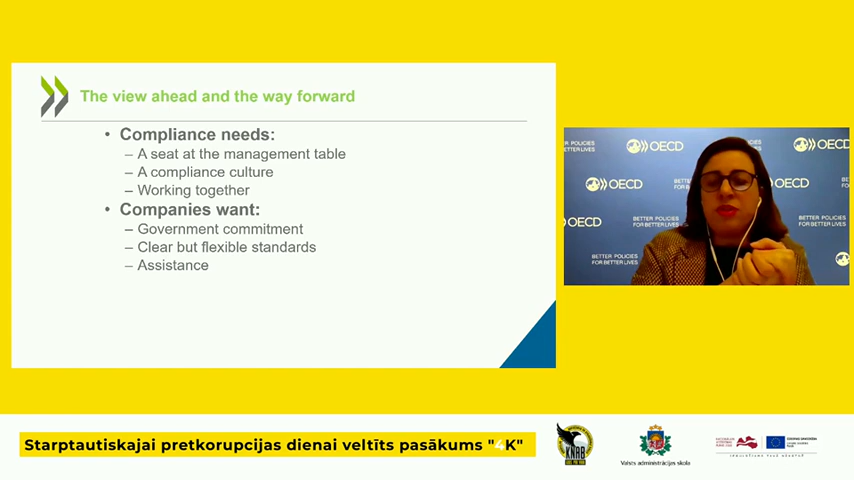 The view ahead and the way forward
• Compliance needs:
– A seat at the management table
– A compliance culture
– Working together
• Companies want:
– Government commitment
– Clear but flexible standards
– Assistance
OECD
OECD
OECD
OECD
OECD
BETTER POLICIES
FOR BETTER LIVES
BETTER POLICIES
FOR BETTER LIVES
Starptautiskajai pretkorupcijas dienai veltīts pasākums "4K"
KNAB
Valsts administrācijas skola